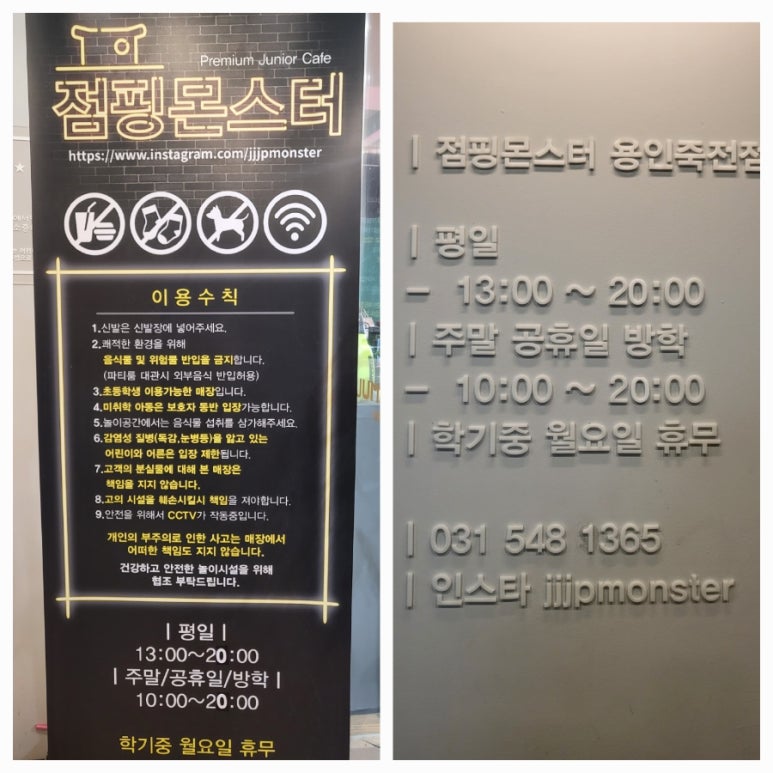 Premium Junior Cafe
점핑몬스터
https://www.instagram.com/jjjpmonster
이용수칙
1.신발은 신발장에 넣어주세요.
2.쾌적한 환경을 위해
음식물 및 위험물 반입을 금지합니다.
(파티룸 대관시 외부음식 반입허용)
3.초등학생 이용가능한 매장입니다.
4.미취학 아동은 보호자 동반 입장가능합니다.
5.놀이공간에서는 음식물 섭취를 삼가해주세요.
6.감염성 질병(독감,눈병등)을 앓고 있는
어린이와 어른은 입장 제한됩니다.
7.고객의 분실물에 대해 본 매장은
책임을 지지 않습니다.
8.고의 시설을 훼손시킬시 책임을 져야합니다.
9.안전을 위해서 CCTV가 작동중입니다.
개인의 부주의로 인한 사고는 매장에서
어떠한 책임도 지지 않습니다.
건강하고 안전한 놀이시설을 위해
협조 부탁드립니다.
| 평일 |
13:00~20:00
| 주말/공휴일/방학 |
10:00~20:00
학기중 월요일 휴무
| 점핑몬스터 용인죽전점
| 평일
- 13:00 ~ 20:00
| 주말 공휴일 방학
- 10:00 ~ 20:00
| 학기중 월요일 휴무
| 031 548 1365
| 인스타 jjjpmonster